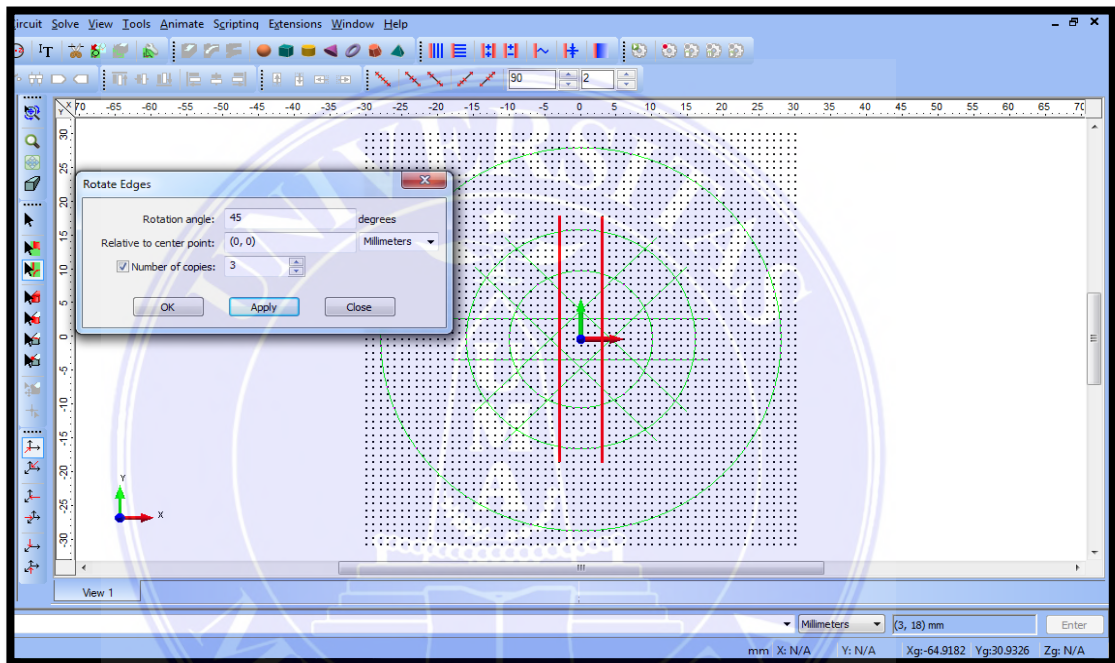 ircuit Solve View Tools Animate Scripting Extensions Window Help
90 2
X 70 -65 -60 -55 -50 -45 -40 -35 -30 -25 -20 -15 -10 -5 0 5 10 15 20 25 30 35 40 45 50 55 60 65 70
Y
30
25
20
15
10
5
0
-5
-10
-15
-20
-25
-30
Rotate Edges
Rotation angle: 45 degrees
Relative to center point: (0, 0) Millimeters
Number of copies: 3
OK Apply Close
Y
X
View 1
Millimeters (3, 18) mm Enter
mm X: N/A Y: N/A Xg:-64.9182 Yg:30.9326 Zg: N/A